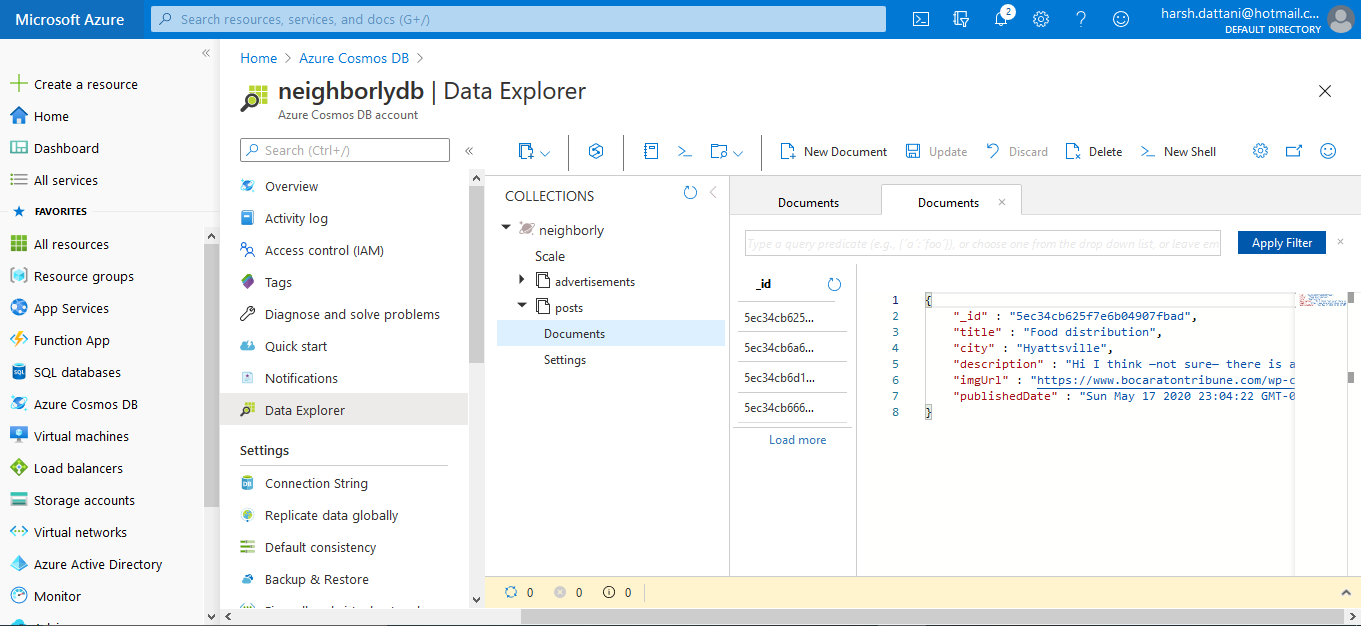 Microsoft Azure
Search resources, services, and docs (G+/)
2
harsh.dattani@hotmail.c...
DEFAULT DIRECTORY
Create a resource
Home
Dashboard
All services
FAVORITES
All resources
Resource groups
App Services
Function App
SQL databases
Azure Cosmos DB
Virtual machines
Load balancers
Storage accounts
Virtual networks
Azure Active Directory
Monitor
Home > Azure Cosmos DB >
neighborlydb | Data Explorer
Azure Cosmos DB account
Search (Ctrl+/)
Overview
Activity log
Access control (IAM)
Tags
Diagnose and solve problems
Quick start
Notifications
Data Explorer
Settings
Connection String
Replicate data globally
Default consistency
Backup & Restore
New Document
Update
Discard
Delete
New Shell
COLLECTIONS
neighborly
Scale
advertisements
posts
Documents
Settings
Documents
Documents
Type a query predicate (e.g., {´a´:´foo´}), or choose one from the drop down list, or leave em
Apply Filter
_id
5ec34cb625...
5ec34cb6a6...
5ec34cb6d1...
5ec34cb666...
Load more
1 {
2 "_id" : "5ec34cb625f7e6b04907fbad",
3 "title" : "Food distribution",
4 "city" : "Hyattsville",
5 "description" : "Hi I think —not sure— there is a
6 "imgUrl" : "https://www.bocaratontribune.com/wp-c
7 "publishedDate" : "Sun May 17 2020 23:04:22 GMT-0
8 }
0 0 0